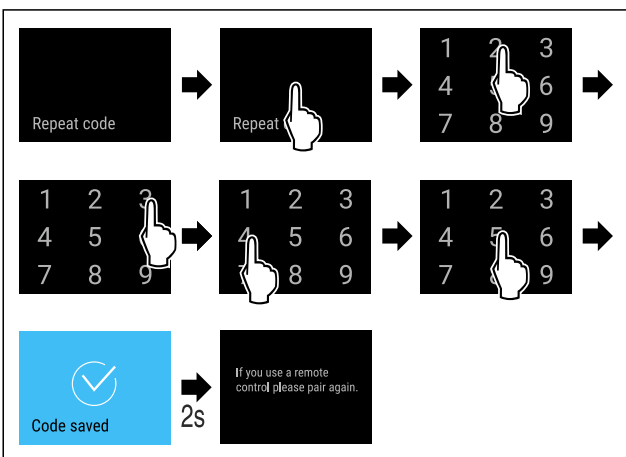 Repeat code
Repeat
1 2 3
4 6
7 8 9
1 2 3
4 5
7 8 9
1 2 3
4 5 6
8 9
1 2 3
4 5 6
7 9
Code saved
2s
If you use a remote
control please pair again.